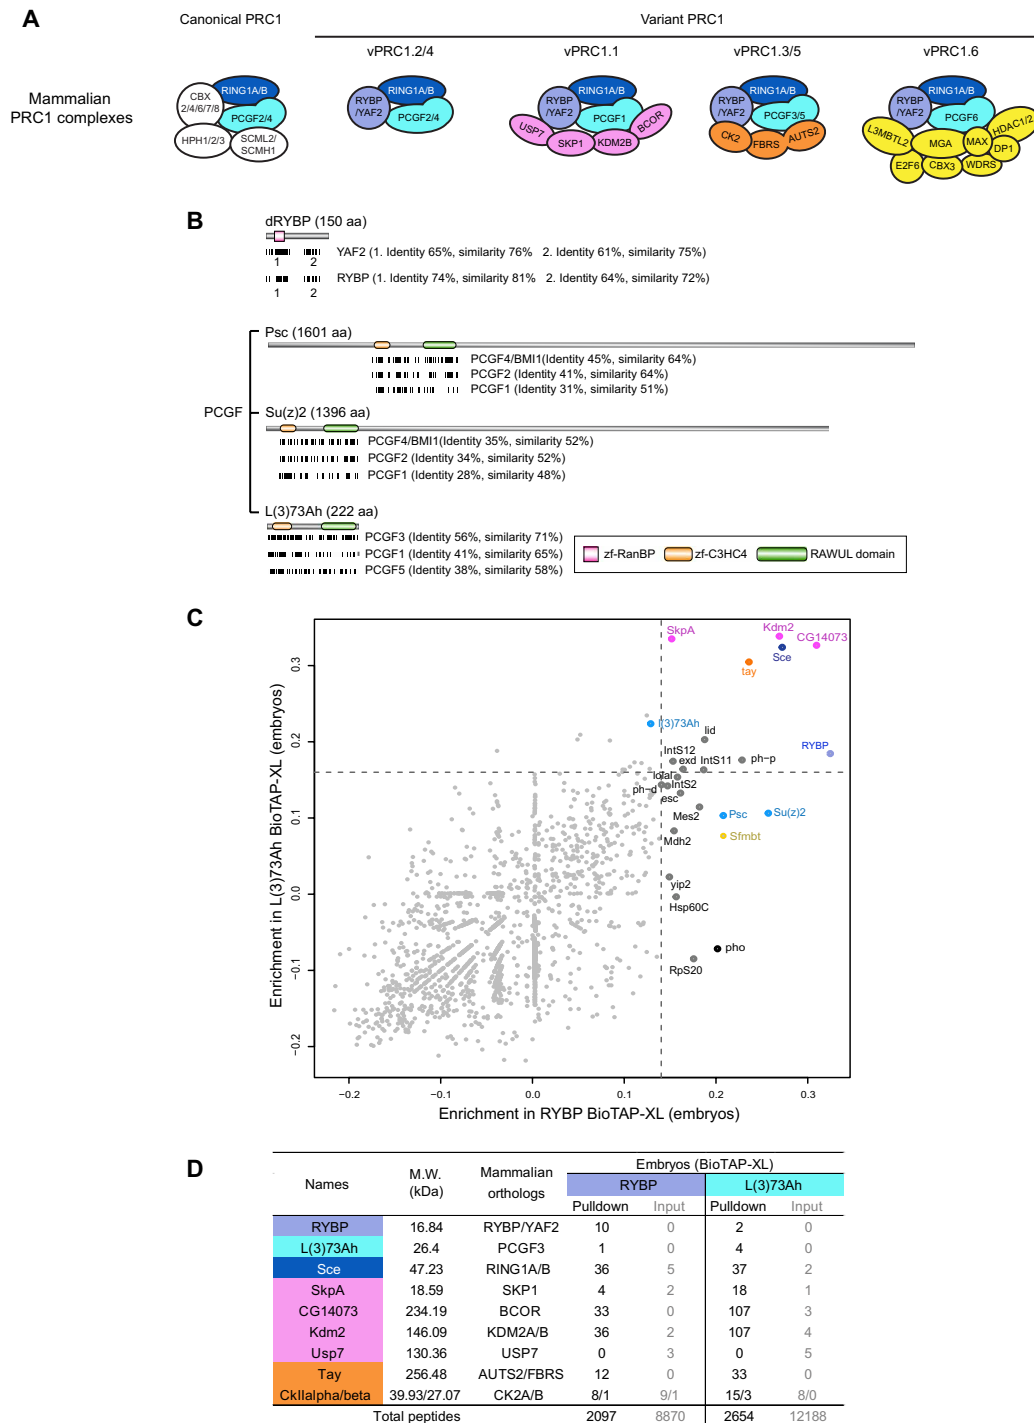 A
Canonical PRC1
Variant PRC1
vPRC1.2/4
vPRC1.1
vPRC1.3/5
vPRC1.6
Mammalian
PRC1 complexes
CBX
2/4/6/7/8
RING1A/B
PCGF2/4
HPH1/2/3
SCML2/
SCMH1
RYBP
/YAF2
RING1A/B
PCGF2/4
RYBP
/YAF2
RING1A/B
PCGF1
USP7
SKP1
KDM2B
BCOR
RYBP
/YAF2
RING1A/B
PCGF3/5
CK2
FBRS
AUTS2
RYBP
/YAF2
RING1A/B
PCGF6
L3MBTL2
MGA
MAX
HDAC1/2
DP1
E2F6
CBX3
WDRS
B
dRYBP (150 aa)
YAF2 (1. Identity 65%, similarity 76% 2. Identity 61%, similarity 75%)
1 2
RYBP (1. Identity 74%, similarity 81% 2. Identity 64%, similarity 72%)
1 2
PCGF
Psc (1601 aa)
PCGF4/BMI1(Identity 45%, similarity 64%)
PCGF2 (Identity 41%, similarity 64%)
PCGF1 (Identity 31%, similarity 51%)
Su(z)2 (1396 aa)
PCGF4/BMI1(Identity 35%, similarity 52%)
PCGF2 (Identity 34%, similarity 52%)
PCGF1 (Identity 28%, similarity 48%)
L(3)73Ah (222 aa)
PCGF3 (Identity 56%, similarity 71%)
PCGF1 (Identity 41%, similarity 65%)
PCGF5 (Identity 38%, similarity 58%)
zf-RanBP zf-C3HC4 RAWUL domain
C
Enrichment in L(3)73Ah BioTAP-XL (embryos)
0.3
0.2
0.1
0.0
−0.1
−0.2
SkpA
Kdm2
CG14073
Sce
tay
l(3)73Ah
lid
RYBP
IntS12
exd
IntS11
ph-p
lolal
ph-d
IntS2
esc
Mes2
Psc
Su(z)2
Sfmbt
Mdh2
yip2
Hsp60C
pho
RpS20
−0.2 −0.1 0.0 0.1 0.2 0.3
Enrichment in RYBP BioTAP-XL (embryos)
D
Names M.W. (kDa) Mammalian orthologs Embryos (BioTAP-XL)
RYBP L(3)73Ah
Pulldown Input Pulldown Input
RYBP 16.84 RYBP/YAF2 10 0 2 0
L(3)73Ah 26.4 PCGF3 1 0 4 0
Sce 47.23 RING1A/B 36 5 37 2
SkpA 18.59 SKP1 4 2 18 1
CG14073 234.19 BCOR 33 0 107 3
Kdm2 146.09 KDM2A/B 36 2 107 4
Usp7 130.36 USP7 0 3 0 5
Tay 256.48 AUTS2/FBRS 12 0 33 0
CkIIalpha/beta 39.93/27.07 CK2A/B 8/1 9/1 15/3 8/0
Total peptides 2097 8870 2654 12188